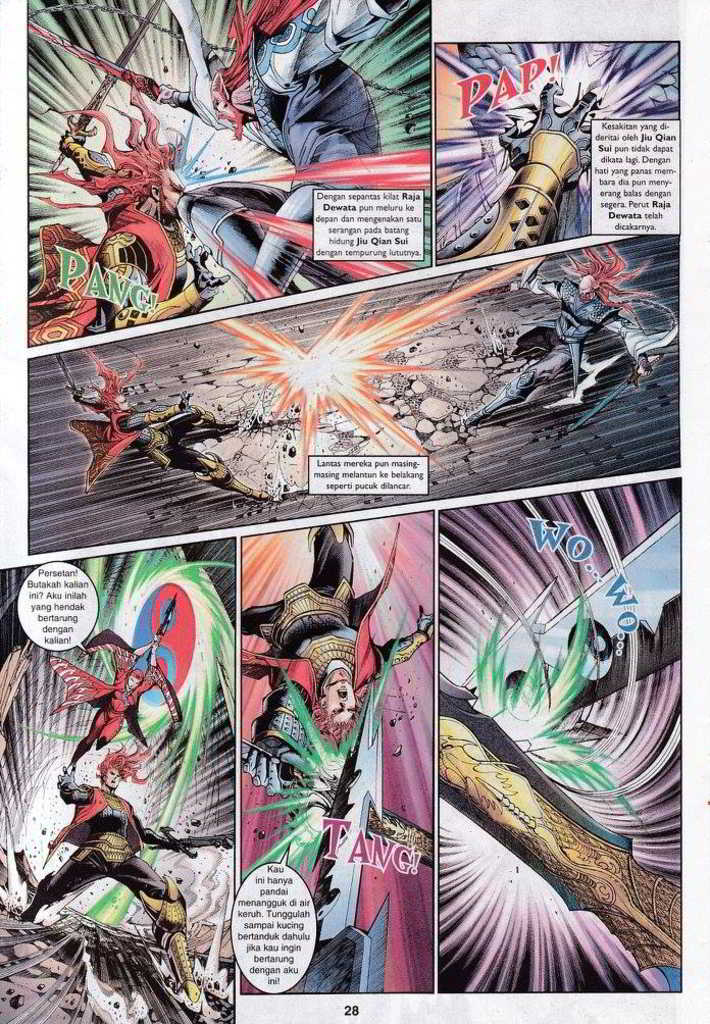 PANG!
Dengan sepantas kilat Raja
Dewata pun meluru ke
depan dan mengenakan satu
serangan pada batang
hidung Jiu Qian Sui
dengan tempurung lututnya.
PAP!
Kesakitan yang di-
deritai oleh Jiu Qian
Sui pun tidak dapat
dikata lagi. Dengan
hati yang panas mem-
bara dia pun meny-
erang balas dengan
segera. Perut Raja
Dewata telah
dicakarnya.
Lantas mereka pun masing-
masing melantun ke belakang
seperti pucuk dilancar.
Persetan!
Butakah kalian
ini? Aku inilah
yang hendak
bertarung
dengan
kalian!
TANG!
Kau
ini hanya
pandai
menangguk di air
keruh. Tunggulah
sampai kucing
bertanduk dahulu
jika kau ingin
bertarung
dengan aku
ini!
WO...WO...
28